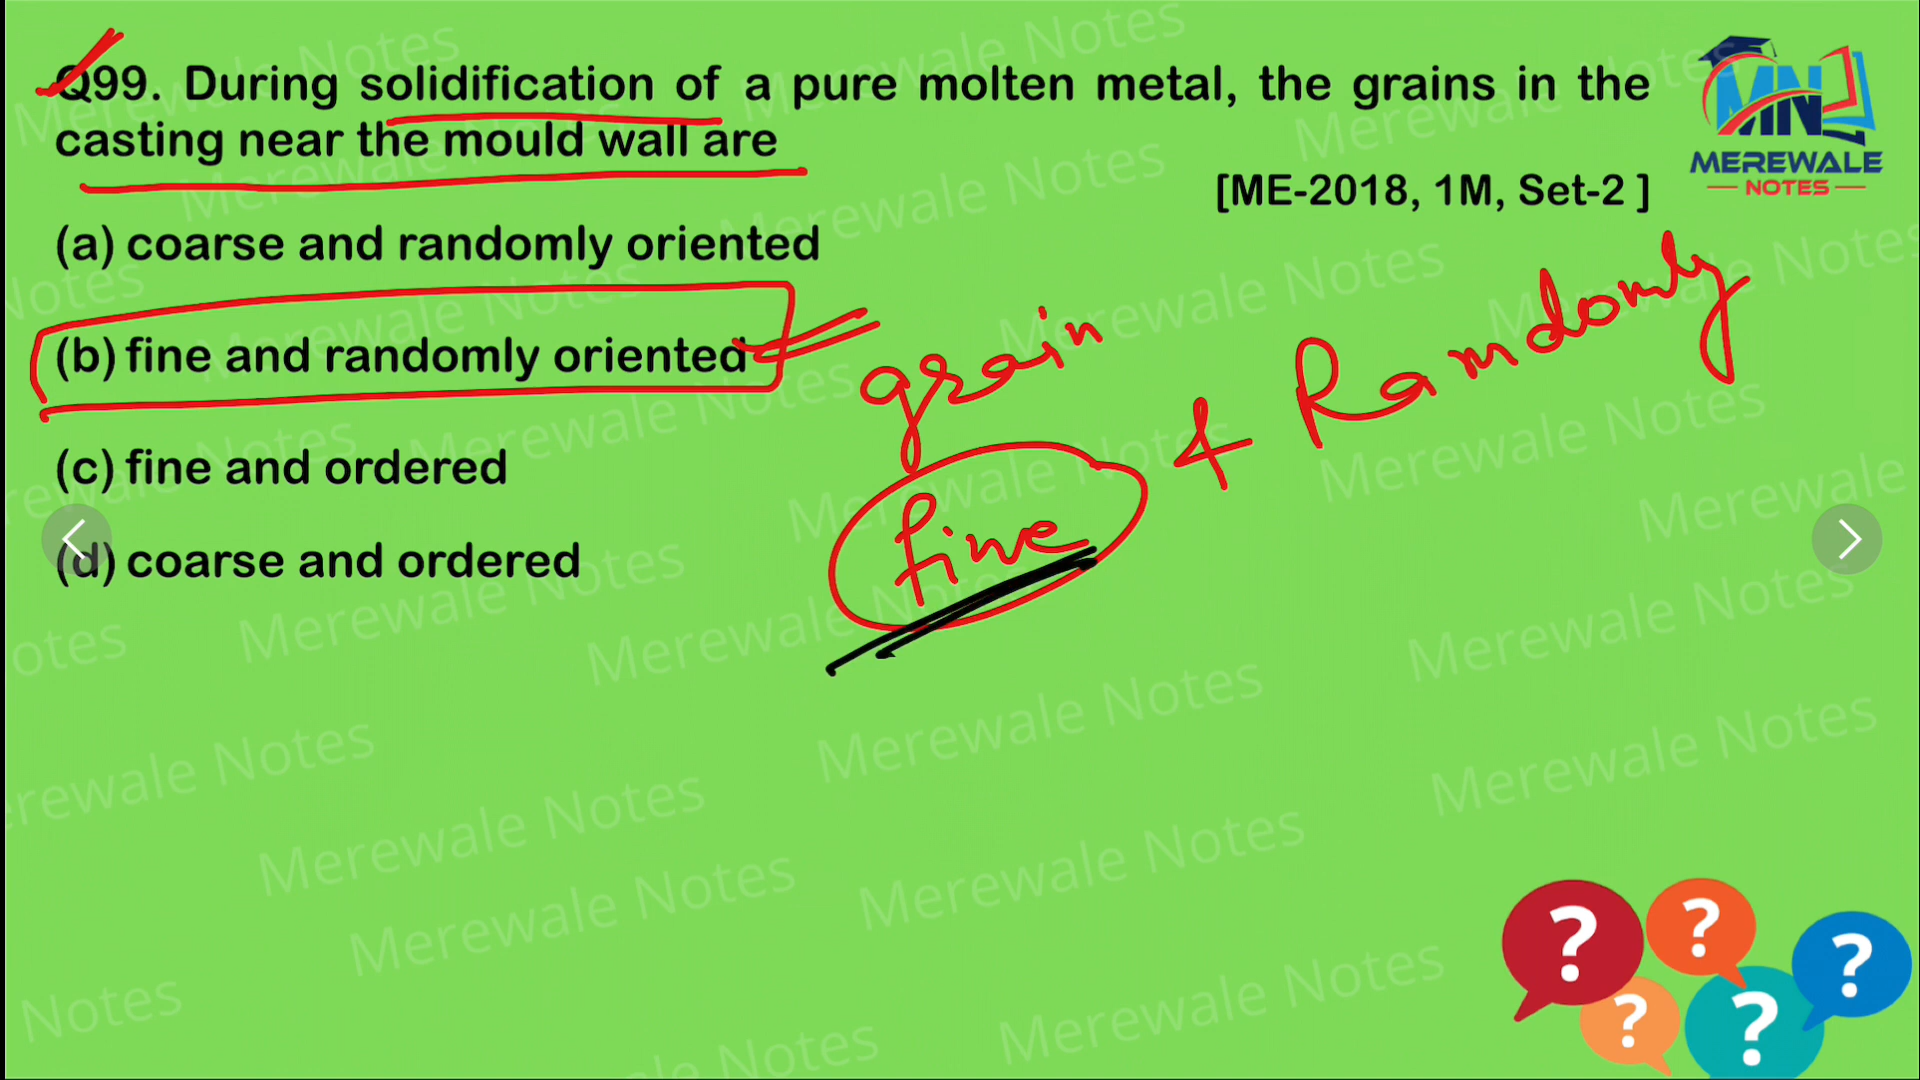 Q99. During solidification of a pure molten metal, the grains in the
casting near the mould wall are
[ME-2018, 1M, Set-2 ]
MEREWALE
NOTES
(a) coarse and randomly oriented
(b) fine and randomly oriented
(c) fine and ordered
(d) coarse and ordered
grain
fine & Randomly
Merewale Notes